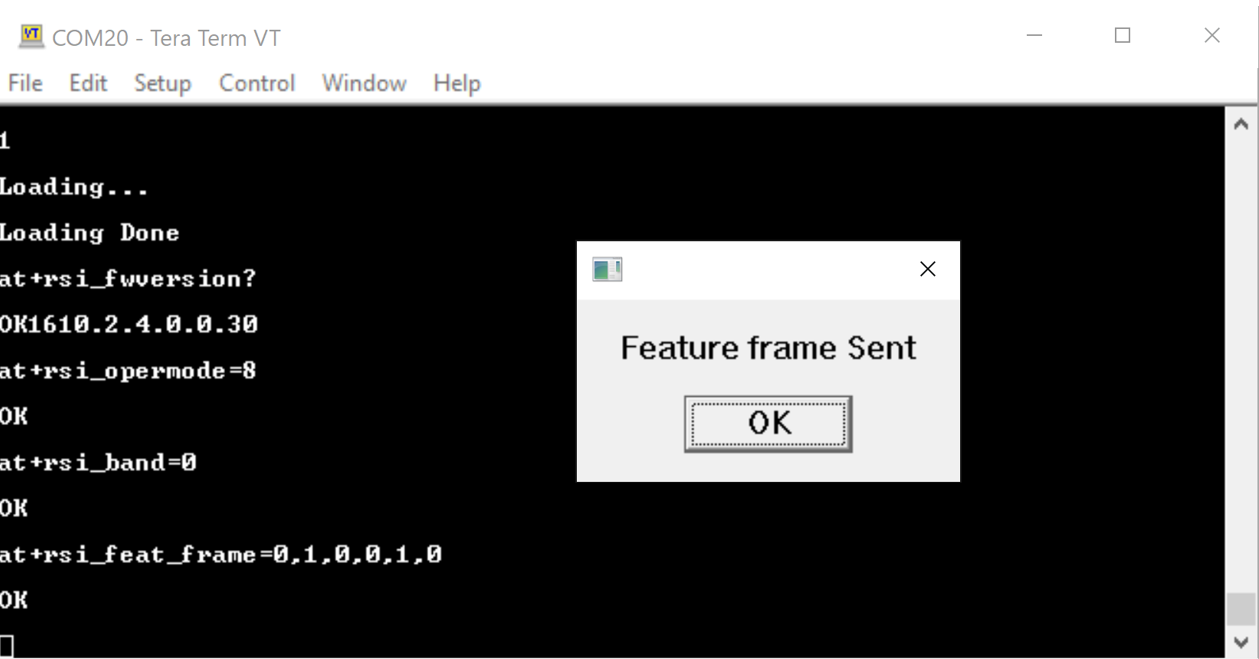 COM20 - Tera Term VT
File Edit Setup Control Window Help
1
Loading...
Loading Done
at+rsi_fwversion?
OK1610.2.4.0.0.30
at+rsi_opermode=8
OK
at+rsi_band=0
OK
at+rsi_feat_frame=0,1,0,0,1,0
OK
Feature frame Sent
OK